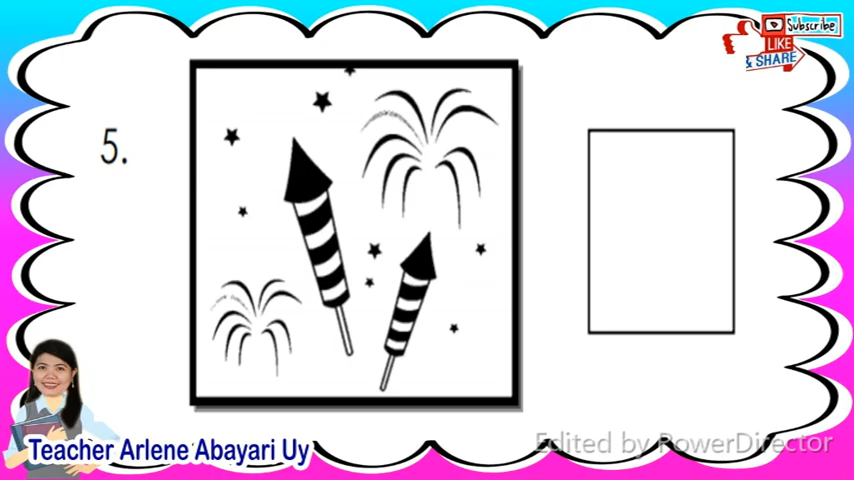 Subscribe
LIKE
& SHARE
5.
Teacher Arlene Abayari Uy
Edited by PowerDirector